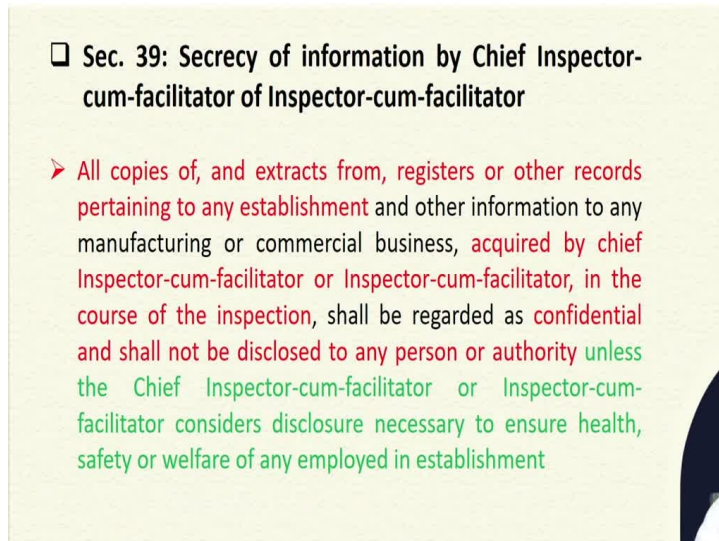 Sec. 39: Secrecy of information by Chief Inspector-
cum-facilitator of Inspector-cum-facilitator
All copies of, and extracts from, registers or other records
pertaining to any establishment and other information to any
manufacturing or commercial business, acquired by chief
Inspector-cum-facilitator or Inspector-cum-facilitator, in the
course of the inspection, shall be regarded as confidential
and shall not be disclosed to any person or authority unless
the Chief Inspector-cum-facilitator or Inspector-cum-
facilitator considers disclosure necessary to ensure health,
safety or welfare of any employed in establishment